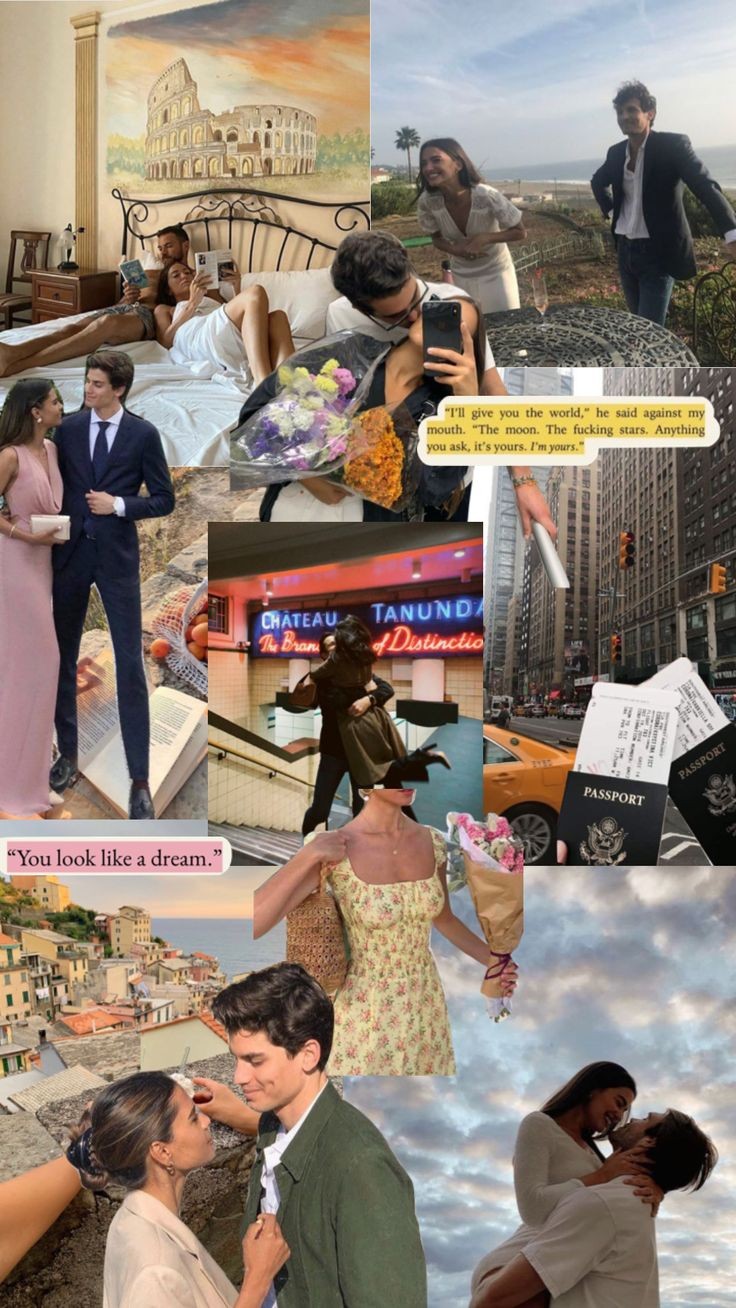 "I'll give you the world," he said against my
mouth. "The moon. The fucking stars. Anything
you ask, it's yours. I'm yours."
CHÂTEAU TANUNDA
The Brand of Distinction
PASSPORT
PASSPORT
"You look like a dream."